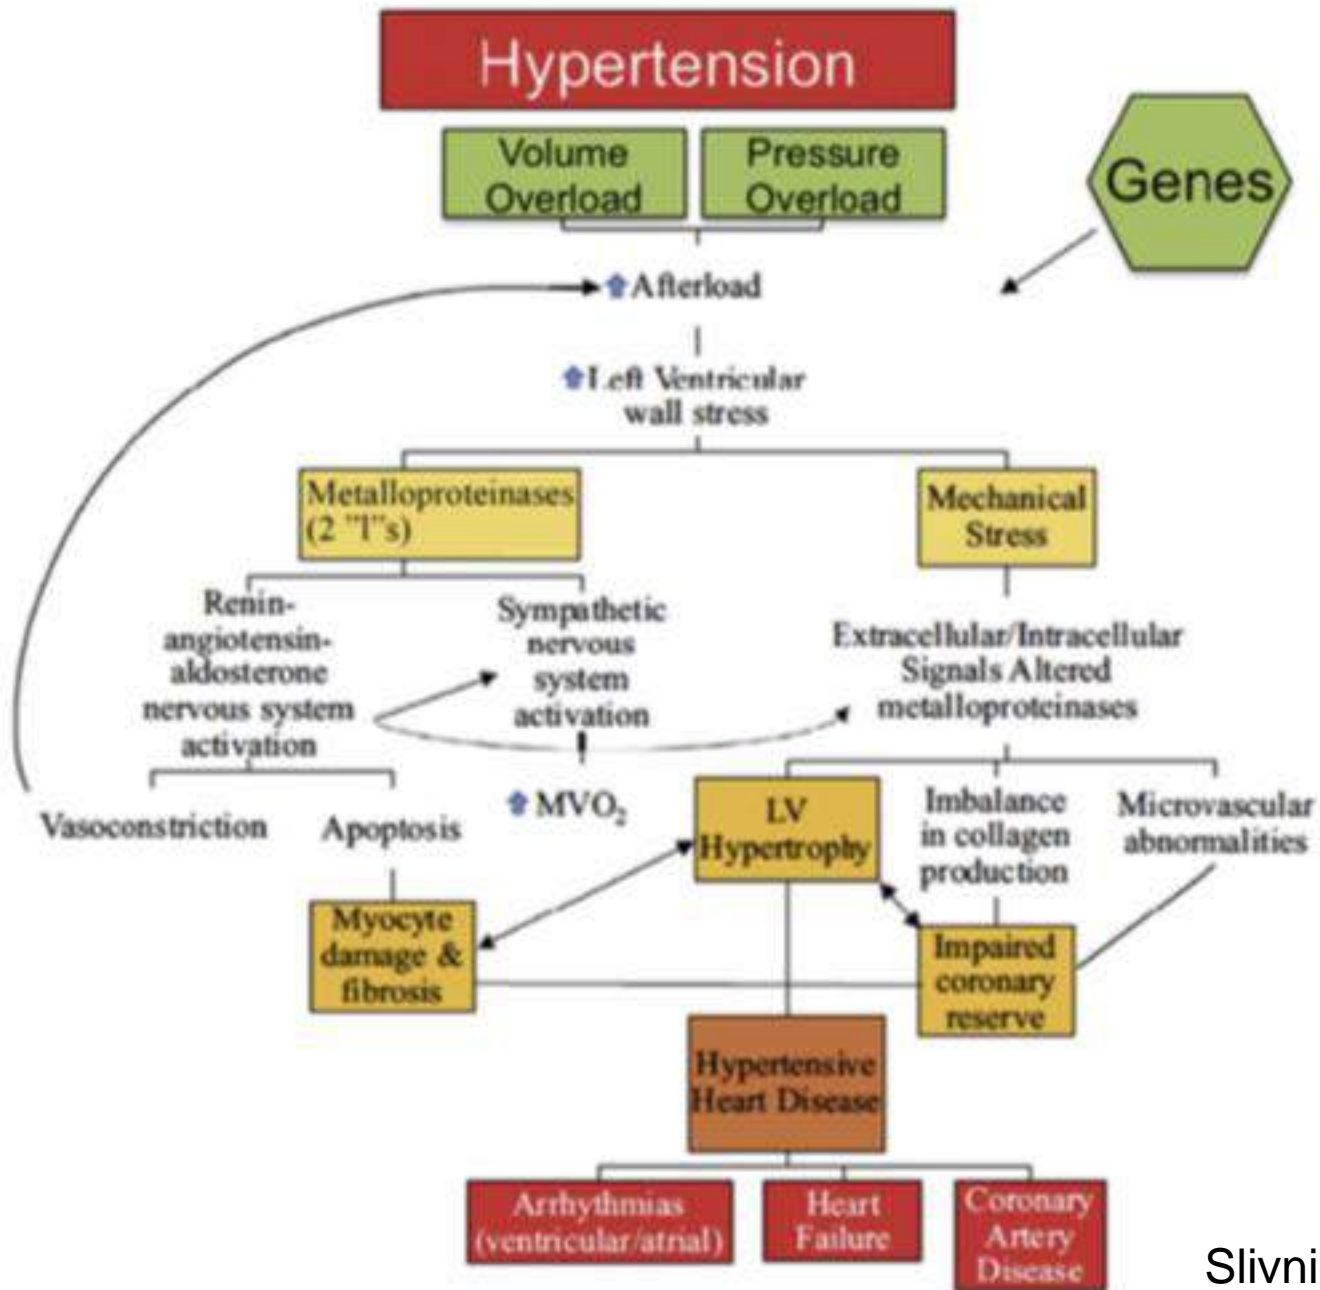 Hypertension
Volume
Overload
Pressure
Overload
Genes
Afterload
Left Ventricular
wall stress
Metalloproteinases
(2 "l"s)
Mechanical
Stress
Renin-
angiotensin-
aldosterone
nervous system
activation
Sympathetic
nervous
system
activation
Extracellular/Intracellular
Signals Altered
metalloproteinases
Vasoconstriction
Apoptosis
MVO₂
LV
Hypertrophy
Imbalance
in collagen
production
Microvascular
abnormalities
Myocyte
damage &
fibrosis
Impaired
coronary
reserve
Hypertensive
Heart Disease
Arrhythmias
(ventricular/atrial)
Heart
Failure
Coronary
Artery
Disease
Slivni